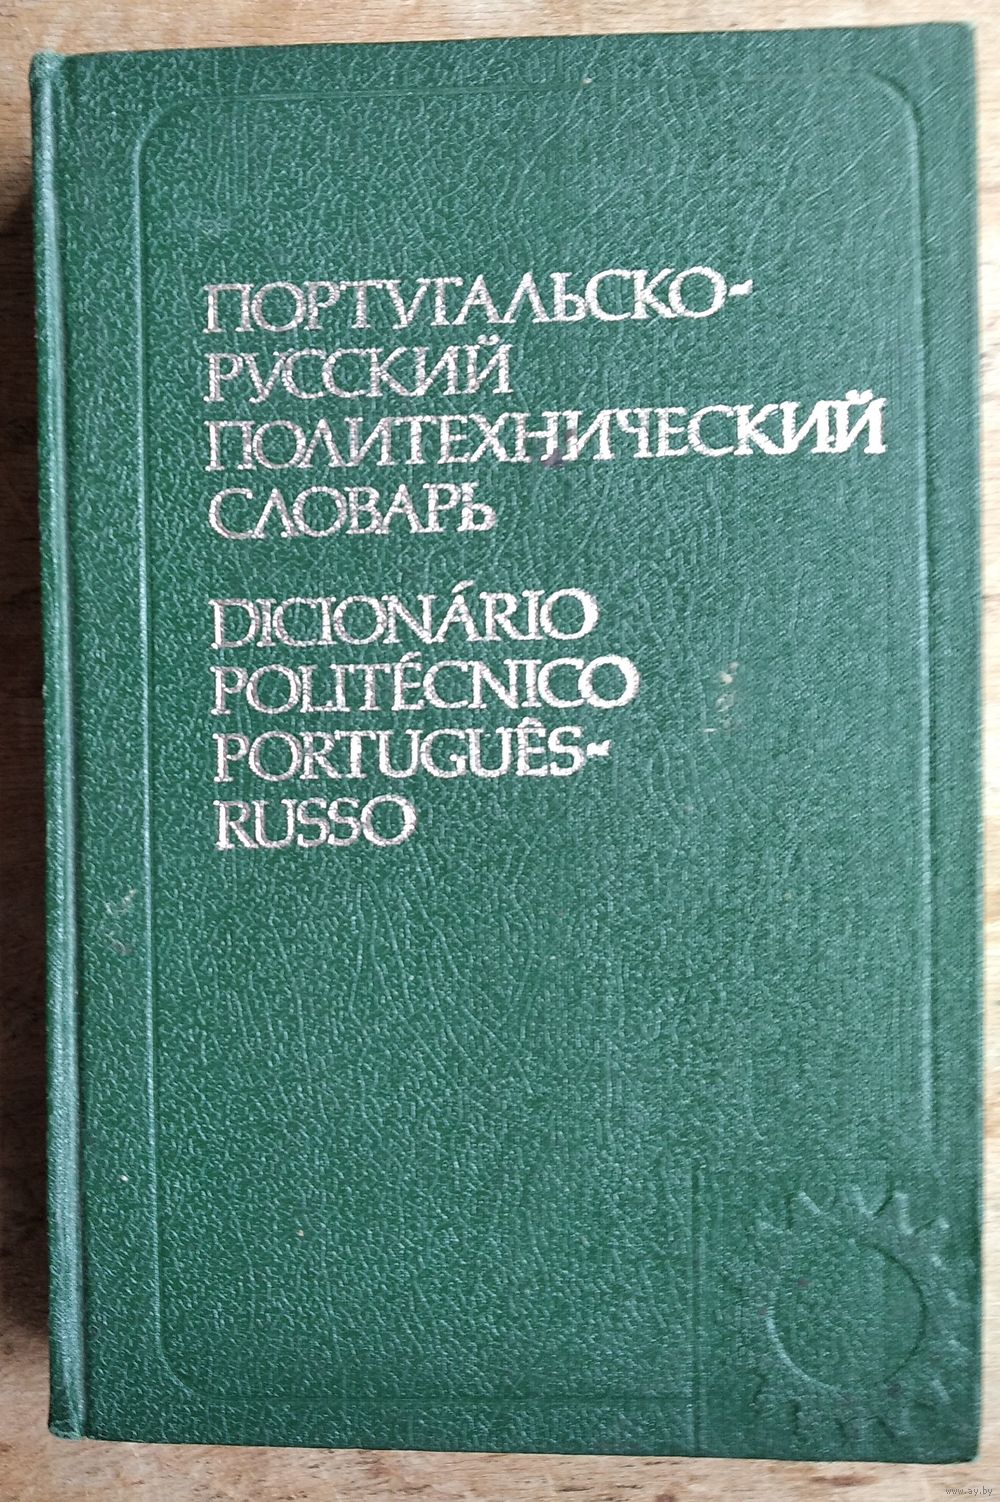 ПОРТУГАЛЬСКО-
РУССКИЙ
ПОЛИТЕХНИЧЕСКИЙ
СЛОВАРЬ
DICIONÁRIO
POLITÉCNICO
PORTUGUÊS-
RUSSO
www.ay.by